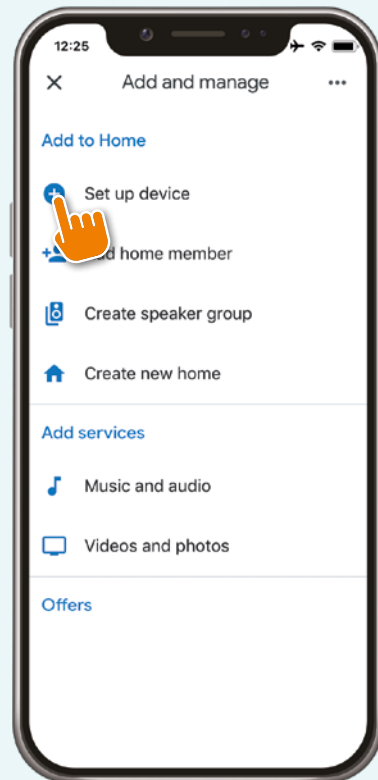 12:25
Add and manage
Add to Home
Set up device
home member
Create speaker group
Create new home
Add services
Music and audio
Videos and photos
Offers